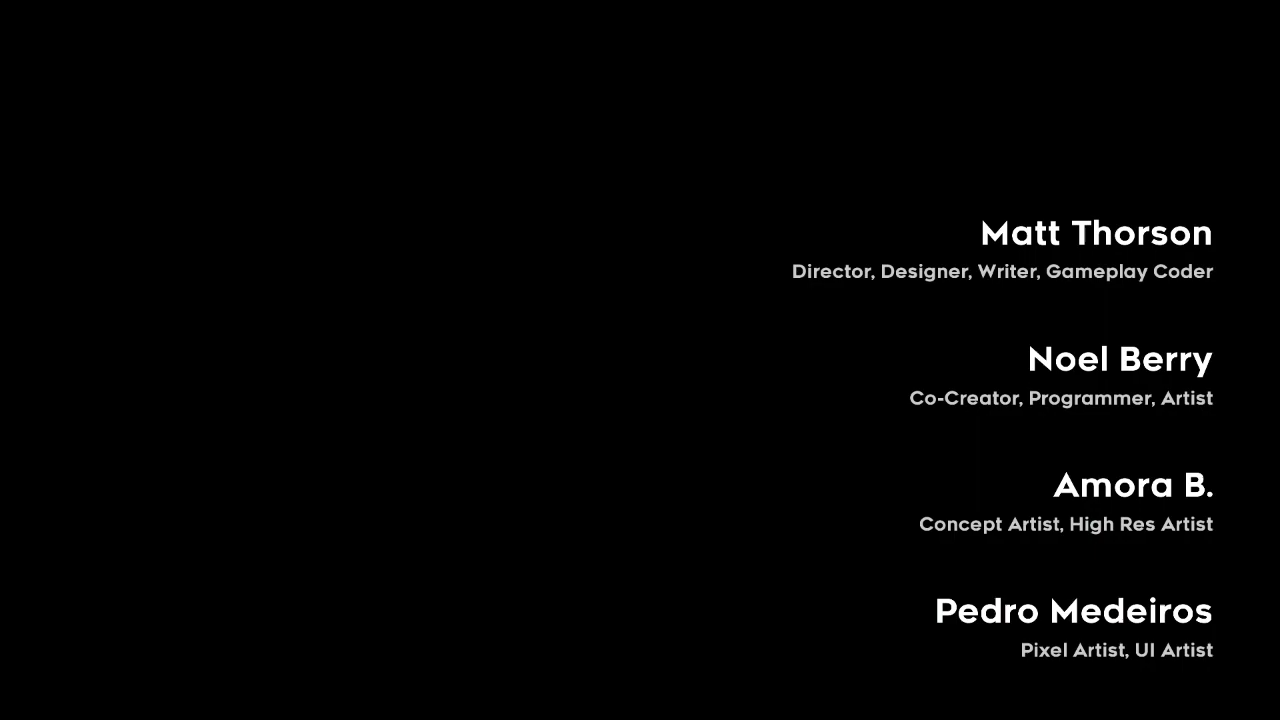 Matt Thorson
Director, Designer, Writer, Gameplay Coder
Noel Berry
Co-Creator, Programmer, Artist
Amora B.
Concept Artist, High Res Artist
Pedro Medeiros
Pixel Artist, UI Artist